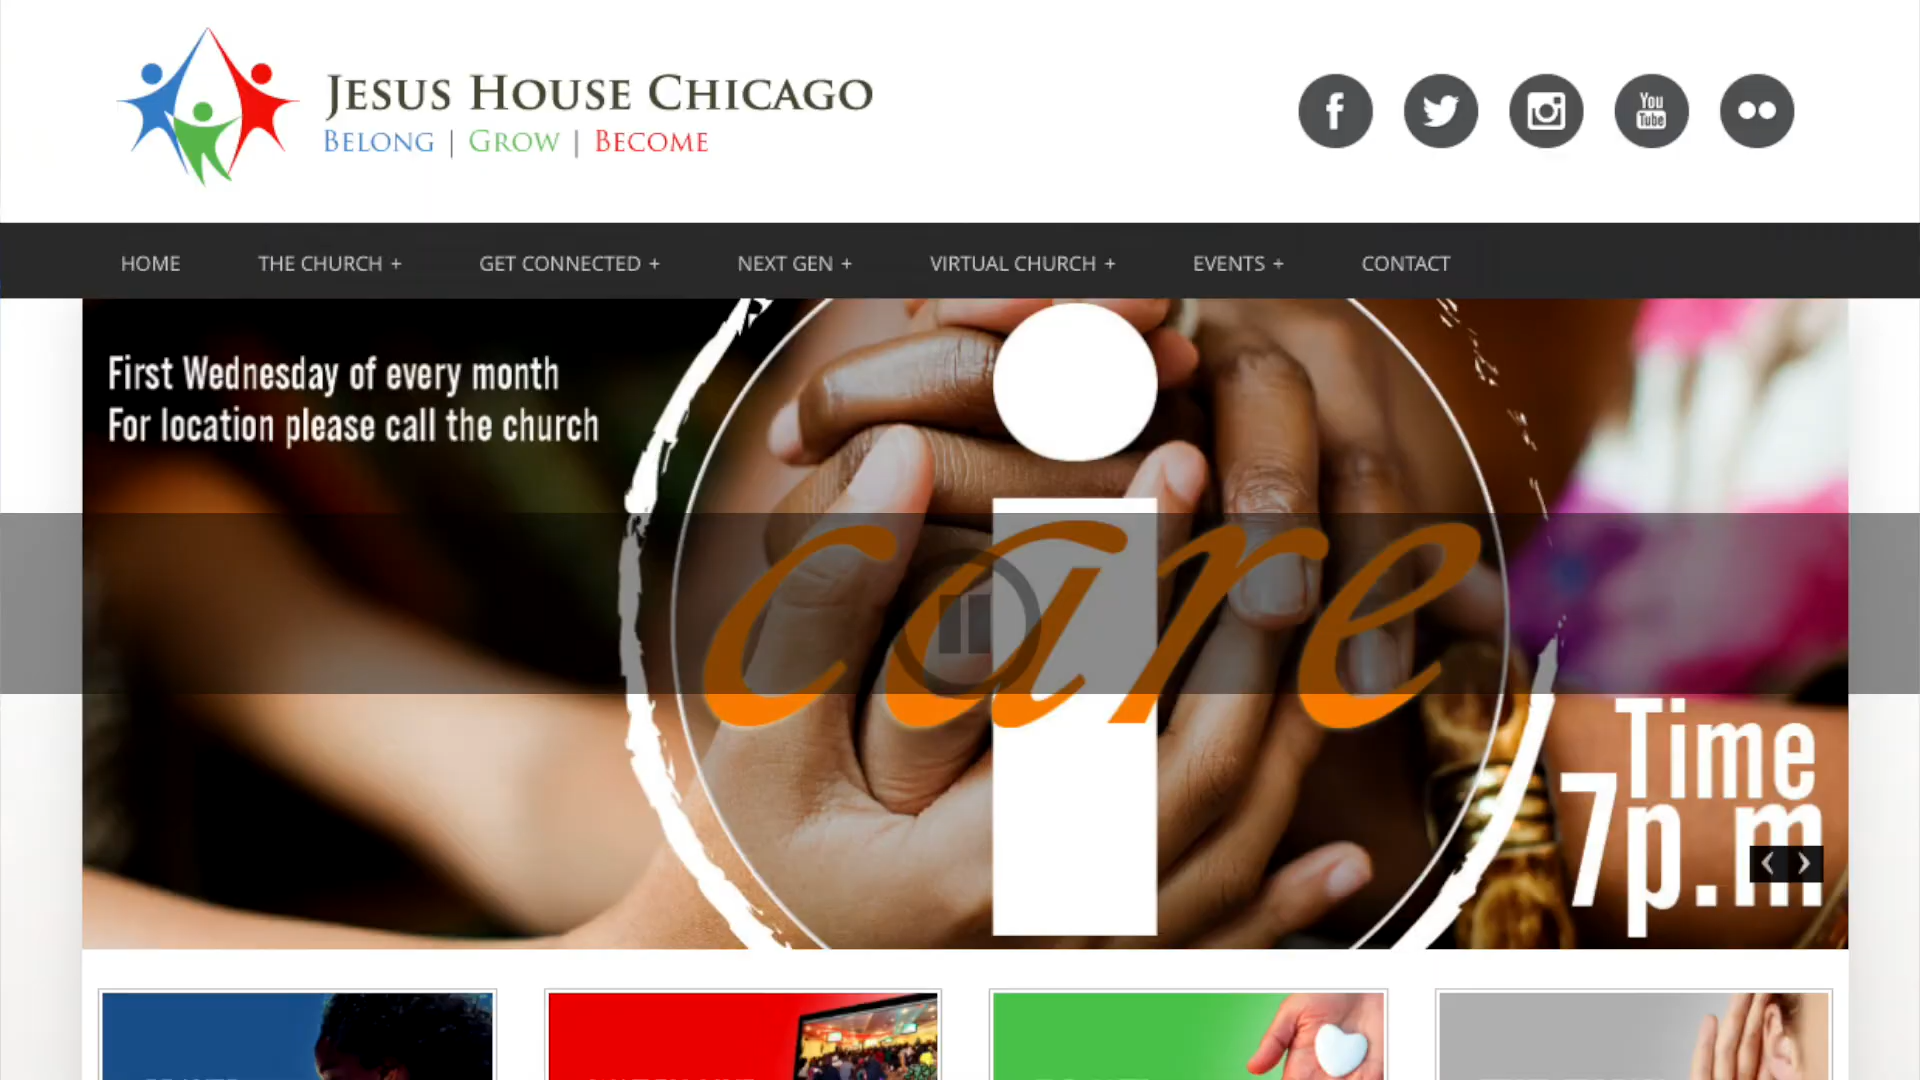 JESUS HOUSE CHICAGO
BELONG | GROW | BECOME
f
You
Tube
HOME
THE CHURCH +
GET CONNECTED +
NEXT GEN +
VIRTUAL CHURCH +
EVENTS +
CONTACT
First Wednesday of every month
For location please call the church
i
care
Time
7p.m